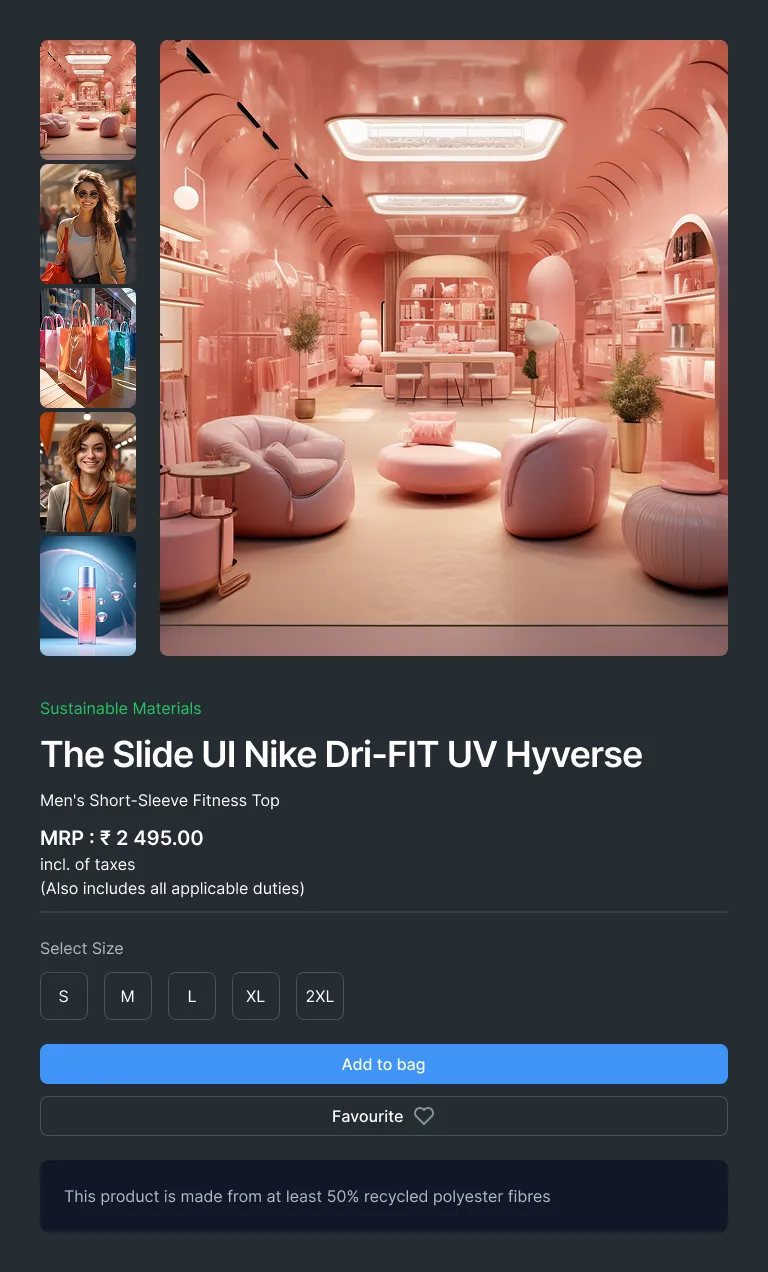 Sustainable Materials
The Slide UI Nike Dri-FIT UV Hyverse
Men's Short-Sleeve Fitness Top
MRP : ₹ 2 495.00
incl. of taxes
(Also includes all applicable duties)
Select Size
S M L XL 2XL
Add to bag
Favourite
This product is made from at least 50% recycled polyester fibres